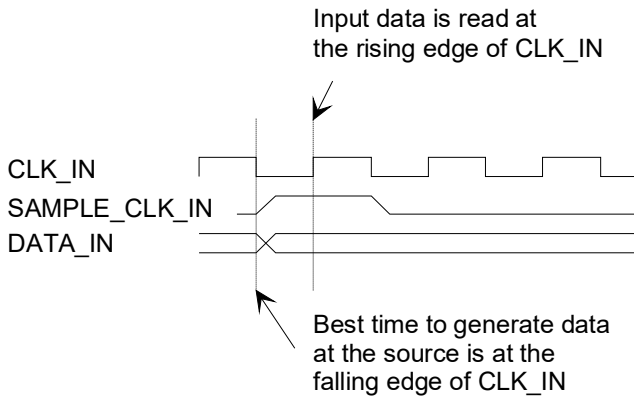 Input data is read at
the rising edge of CLK_IN
CLK_IN
SAMPLE_CLK_IN
DATA_IN
Best time to generate data
at the source is at the
falling edge of CLK_IN